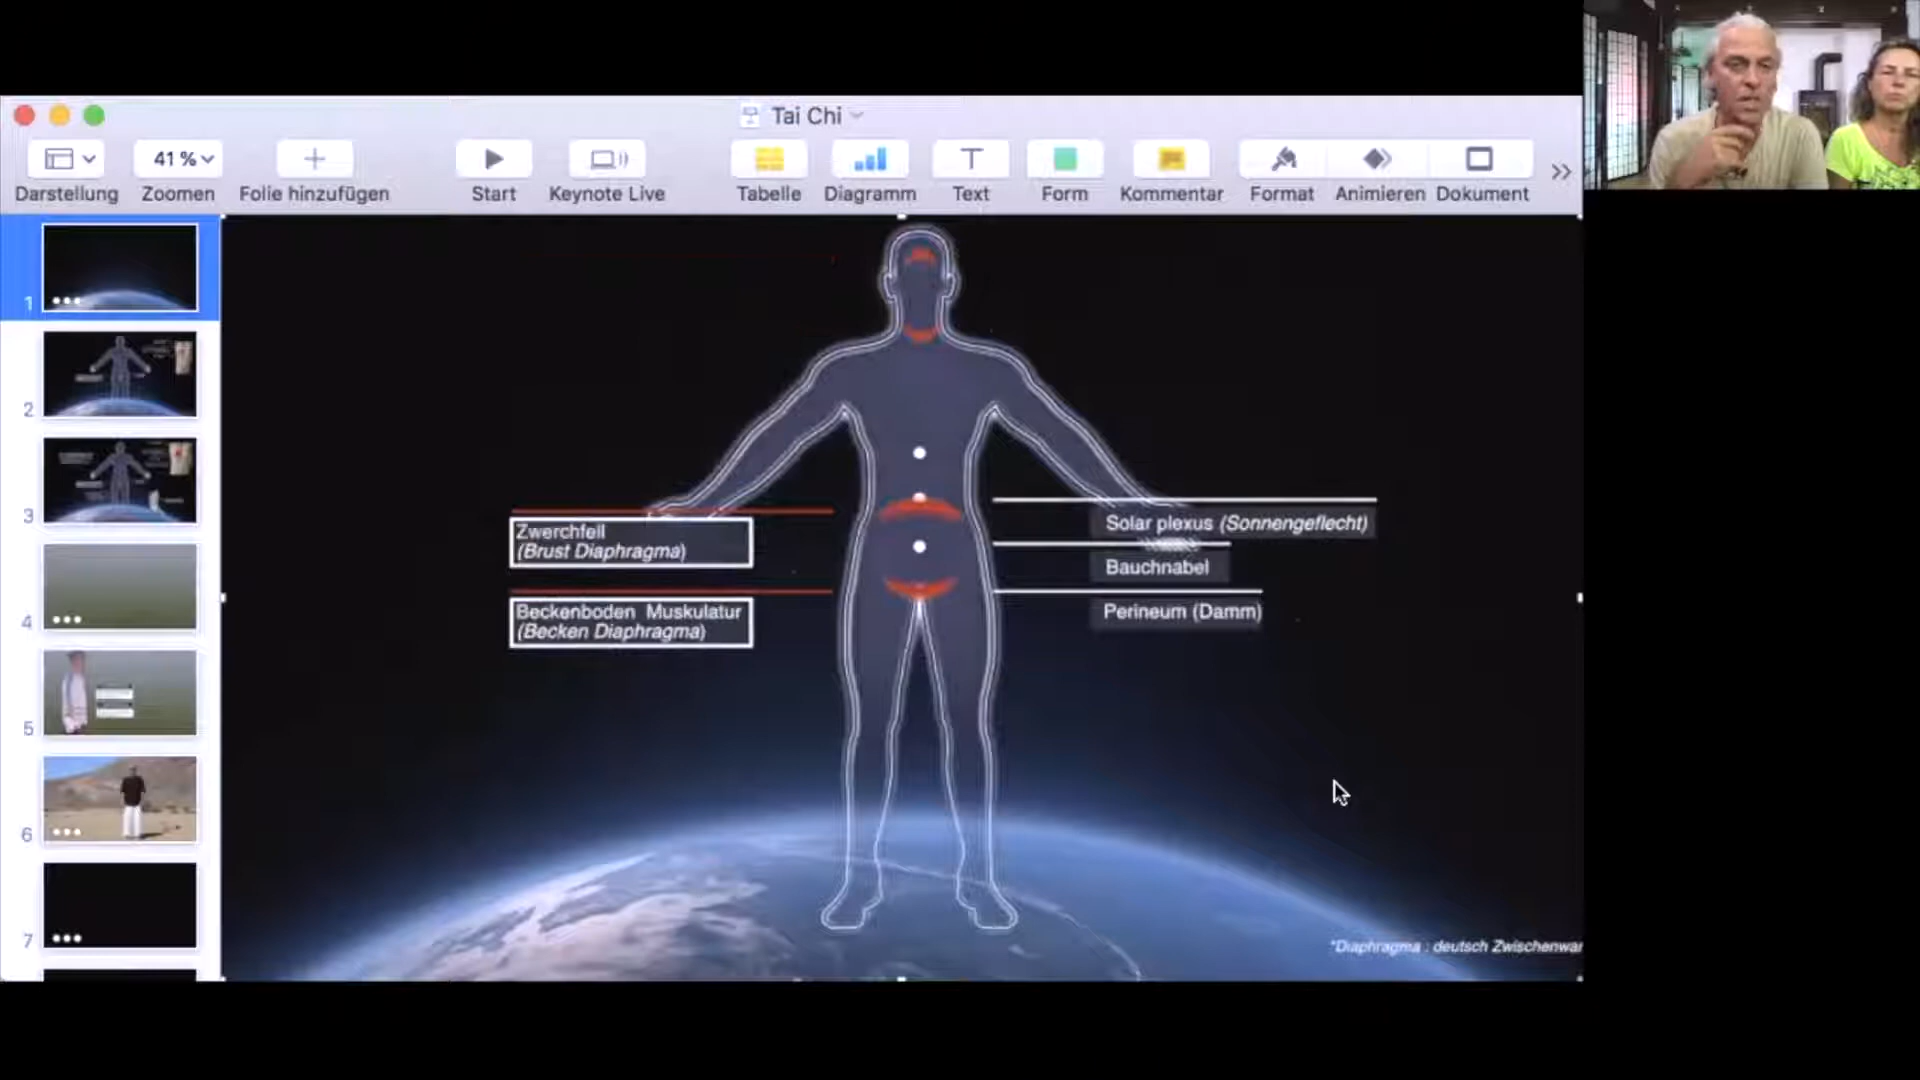 Tai Chi
41 %
Darstellung
Zoomen
Folie hinzufügen
Start
Keynote Live
Tabelle
Diagramm
Text
Form
Kommentar
Format
Animieren
Dokument
1
2
3
4
5
6
7
Zwerchfell
(Brust Diaphragma)
Beckenboden Muskulatur
(Becken Diaphragma)
Solar plexus (Sonnengeflecht)
Bauchnabel
Perineum (Damm)
*Diaphragma : deutsch Zwischenwan